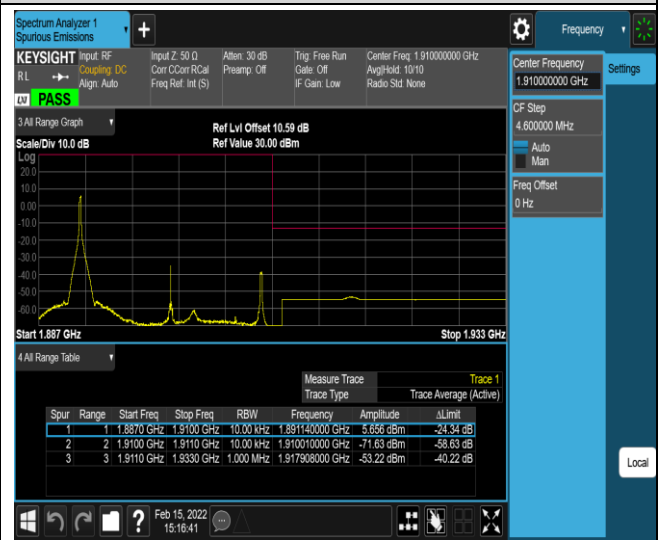 Spectrum Analyzer 1
Spurious Emissions
+
Frequency
KEYSIGHT
R L
Input: RF
Coupling: DC
Align: Auto
Input Z: 50 Ω
Corr CCorr RCal
Freq Ref: Int (S)
Atten: 30 dB
Preamp: Off
Trig: Free Run
Gate: Off
IF Gain: Low
Center Freq: 1.910000000 GHz
Avg|Hold: 10/10
Radio Std: None
LXI PASS
Center Frequency
1.910000000 GHz
Settings
CF Step
4.600000 MHz
Auto
Man
Freq Offset
0 Hz
3 All Range Graph
Scale/Div 10.0 dB
Ref Lvl Offset 10.59 dB
Ref Value 30.00 dBm
Log
20.0
10.0
0.00
-10.0
-20.0
-30.0
-40.0
-50.0
-60.0
Start 1.887 GHz Stop 1.933 GHz
4 All Range Table
Measure Trace Trace 1
Trace Type Trace Average (Active)
Spur Range Start Freq Stop Freq RBW Frequency Amplitude ΔLimit
1 1 1.8870 GHz 1.9100 GHz 10.00 kHz 1.891140000 GHz 5.656 dBm -24.34 dB
2 2 1.9100 GHz 1.9110 GHz 10.00 kHz 1.910010000 GHz -71.63 dBm -58.63 dB
3 3 1.9110 GHz 1.9330 GHz 1.000 MHz 1.917908000 GHz -53.22 dBm -40.22 dB
Local
?
Feb 15, 2022
15:16:41